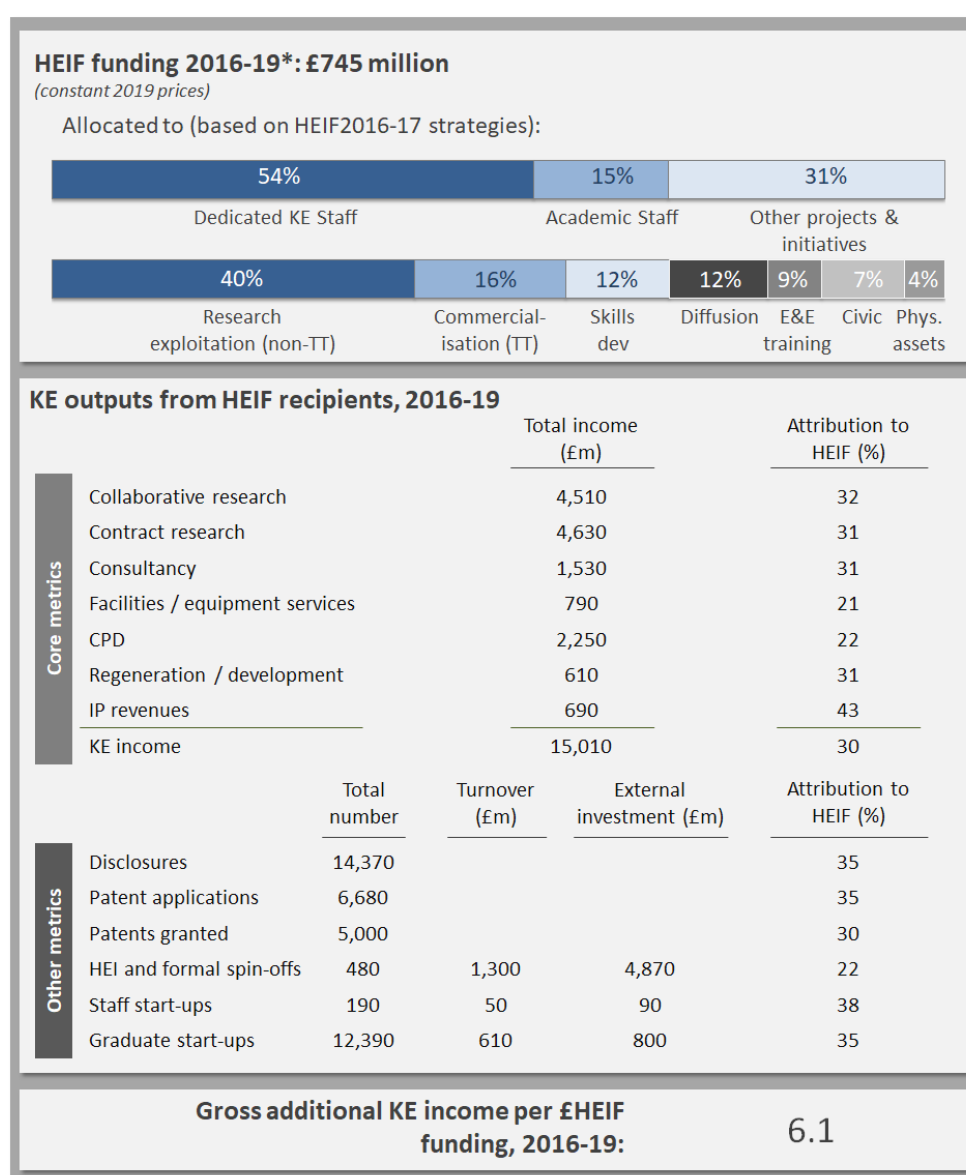 HEIF funding 2016-19*: £745 million
(constant 2019 prices)
Allocated to (based on HEIF2016-17 strategies):
54% 15% 31%
Dedicated KE Staff Academic Staff Other projects &
initiatives
40% 16% 12% 12% 9% 7% 4%
Research Commercial- Skills Diffusion E&E Civic Phys.
exploitation (non-TT) isation (TT) dev training assets
KE outputs from HEIF recipients, 2016-19
Total income Attribution to
(£m) HEIF (%)
Core metrics
Collaborative research 4,510 32
Contract research 4,630 31
Consultancy 1,530 31
Facilities / equipment services 790 21
CPD 2,250 22
Regeneration / development 610 31
IP revenues 690 43
KE income 15,010 30
Total Turnover External Attribution to
number (£m) investment (£m) HEIF (%)
Other metrics
Disclosures 14,370 35
Patent applications 6,680 35
Patents granted 5,000 30
HEI and formal spin-offs 480 1,300 4,870 22
Staff start-ups 190 50 90 38
Graduate start-ups 12,390 610 800 35
Gross additional KE income per £HEIF
funding, 2016-19: 6.1